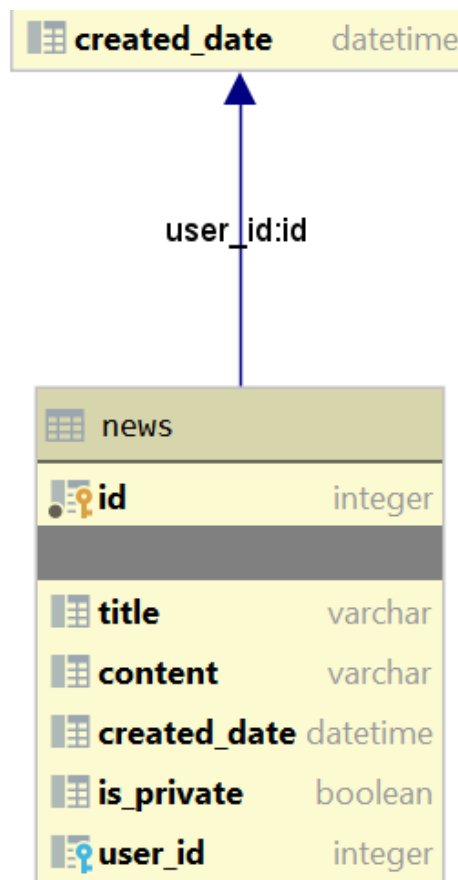 created_date datetime
user_id:id
news
id integer
title varchar
content varchar
created_date datetime
is_private boolean
user_id integer